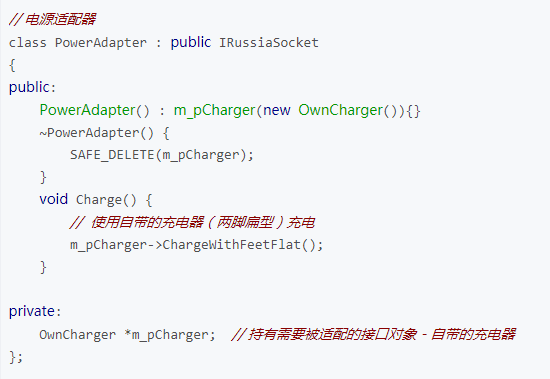 // 电源适配器
class PowerAdapter : public IRussiaSocket
{
public:
    PowerAdapter() : m_pCharger(new OwnCharger()){}
    ~PowerAdapter() {
        SAFE_DELETE(m_pCharger);
    }
    void Charge() {
        // 使用自带的充电器（两脚扁型）充电
        m_pCharger->ChargeWithFeetFlat();
    }

private:
    OwnCharger *m_pCharger;  // 持有需要被适配的接口对象 - 自带的充电器
};